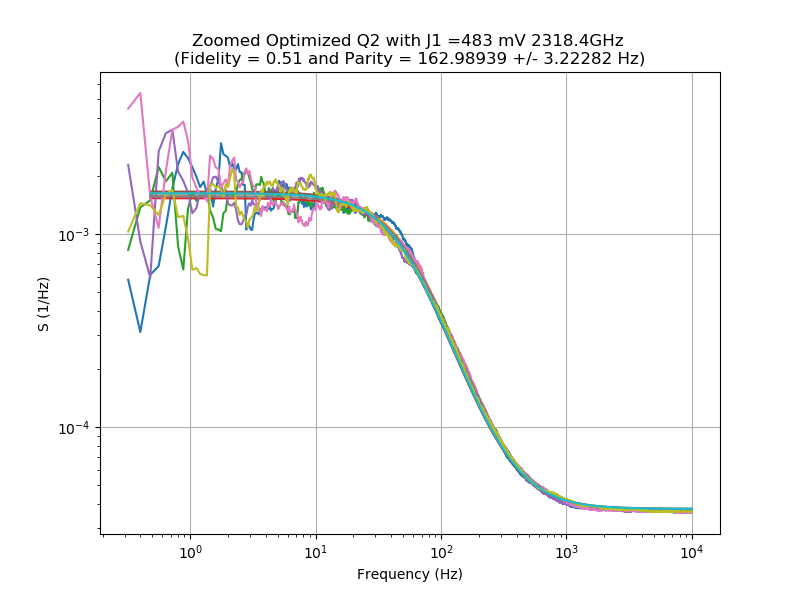 Zoomed Optimized Q2 with J1 =483 mV 2318.4GHz
(Fidelity = 0.51 and Parity = 162.98939 +/- 3.22282 Hz)
S (1/Hz)
10⁻³
10⁻⁴
10⁰ 10¹ 10² 10³ 10⁴
Frequency (Hz)